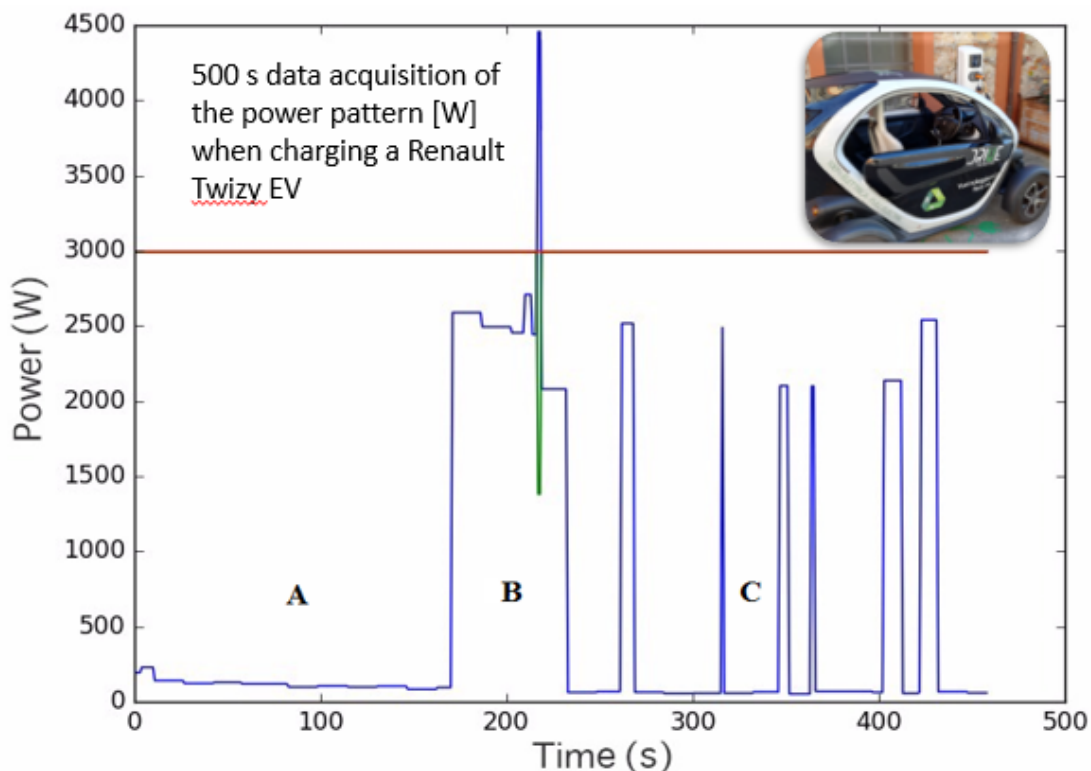 4500
4000
3500
3000
2500
2000
1500
1000
500
0
Power (W)
500 s data acquisition of
the power pattern [W]
when charging a Renault
Twizy EV
A
B
C
0
100
200
300
400
500
Time (s)